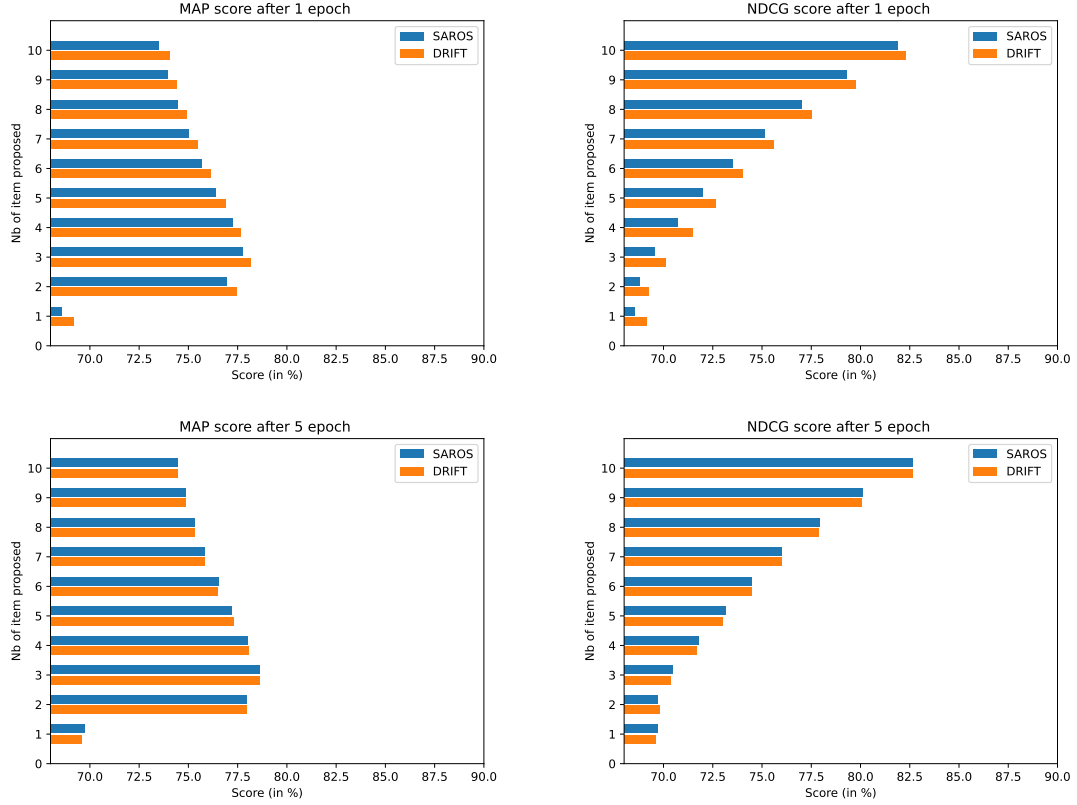 MAP score after 1 epoch
SAROS
DRIFT
10
9
8
7
6
5
4
3
2
1
0
Nb of item proposed
70.0 72.5 75.0 77.5 80.0 82.5 85.0 87.5 90.0
Score (in %)
NDCG score after 1 epoch
SAROS
DRIFT
10
9
8
7
6
5
4
3
2
1
0
Nb of item proposed
70.0 72.5 75.0 77.5 80.0 82.5 85.0 87.5 90.0
Score (in %)
MAP score after 5 epoch
SAROS
DRIFT
10
9
8
7
6
5
4
3
2
1
0
Nb of item proposed
70.0 72.5 75.0 77.5 80.0 82.5 85.0 87.5 90.0
Score (in %)
NDCG score after 5 epoch
SAROS
DRIFT
10
9
8
7
6
5
4
3
2
1
0
Nb of item proposed
70.0 72.5 75.0 77.5 80.0 82.5 85.0 87.5 90.0
Score (in %)